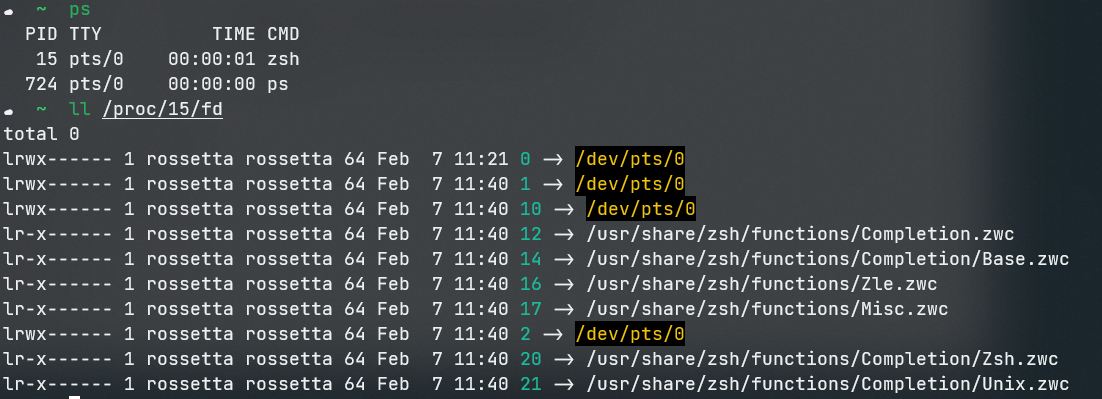 ~ ps
PID TTY TIME CMD
15 pts/0 00:00:01 zsh
724 pts/0 00:00:00 ps
~ ll /proc/15/fd
total 0
lrwx------ 1 rossetta rossetta 64 Feb 7 11:21 0 -> /dev/pts/0
lrwx------ 1 rossetta rossetta 64 Feb 7 11:40 1 -> /dev/pts/0
lrwx------ 1 rossetta rossetta 64 Feb 7 11:40 10 -> /dev/pts/0
lr-x------ 1 rossetta rossetta 64 Feb 7 11:40 12 -> /usr/share/zsh/functions/Completion.zwc
lr-x------ 1 rossetta rossetta 64 Feb 7 11:40 14 -> /usr/share/zsh/functions/Completion/Base.zwc
lr-x------ 1 rossetta rossetta 64 Feb 7 11:40 16 -> /usr/share/zsh/functions/Zle.zwc
lr-x------ 1 rossetta rossetta 64 Feb 7 11:40 17 -> /usr/share/zsh/functions/Misc.zwc
lrwx------ 1 rossetta rossetta 64 Feb 7 11:40 2 -> /dev/pts/0
lr-x------ 1 rossetta rossetta 64 Feb 7 11:40 20 -> /usr/share/zsh/functions/Completion/Zsh.zwc
lr-x------ 1 rossetta rossetta 64 Feb 7 11:40 21 -> /usr/share/zsh/functions/Completion/Unix.zwc